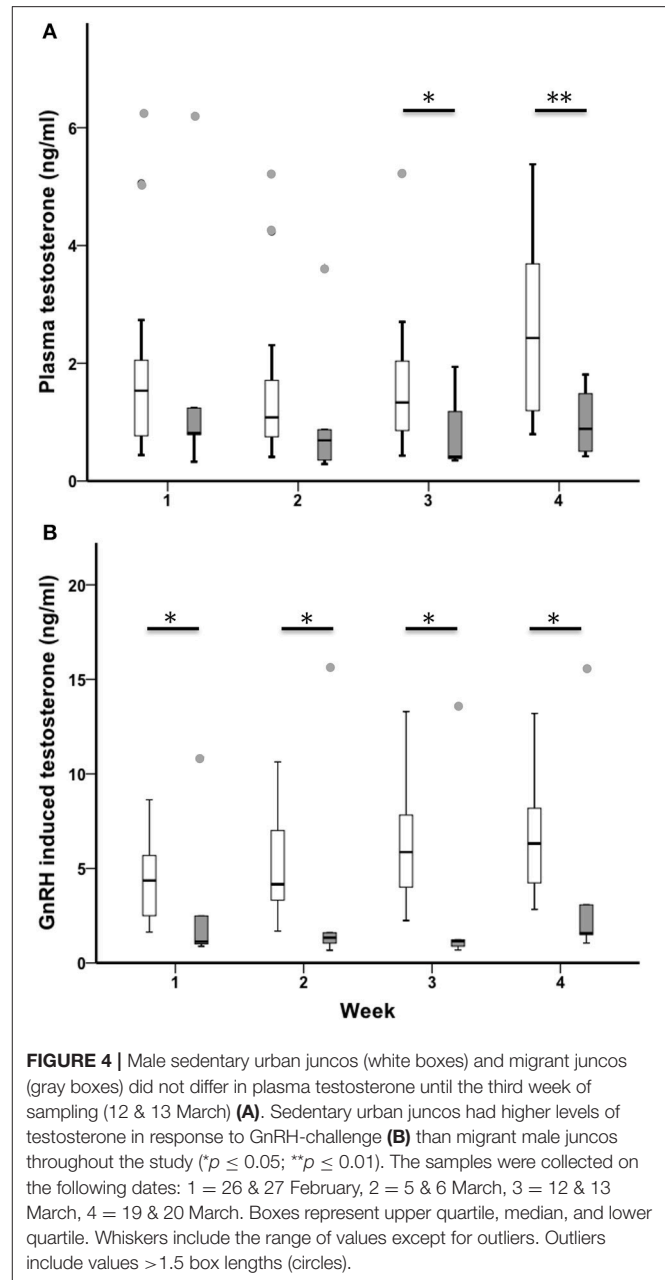 A
Plasma testosterone (ng/ml)
6
4
2
0
*
**
1 2 3 4
B
GnRH induced testosterone (ng/ml)
20
15
10
5
0
* * * *
1 2 3 4
Week
FIGURE 4 | Male sedentary urban juncos (white boxes) and migrant juncos
(gray boxes) did not differ in plasma testosterone until the third week of
sampling (12 & 13 March) (A). Sedentary urban juncos had higher levels of
testosterone in response to GnRH-challenge (B) than migrant male juncos
throughout the study (*p ≤ 0.05; **p ≤ 0.01). The samples were collected on
the following dates: 1 = 26 & 27 February, 2 = 5 & 6 March, 3 = 12 & 13
March, 4 = 19 & 20 March. Boxes represent upper quartile, median, and lower
quartile. Whiskers include the range of values except for outliers. Outliers
include values >1.5 box lengths (circles).